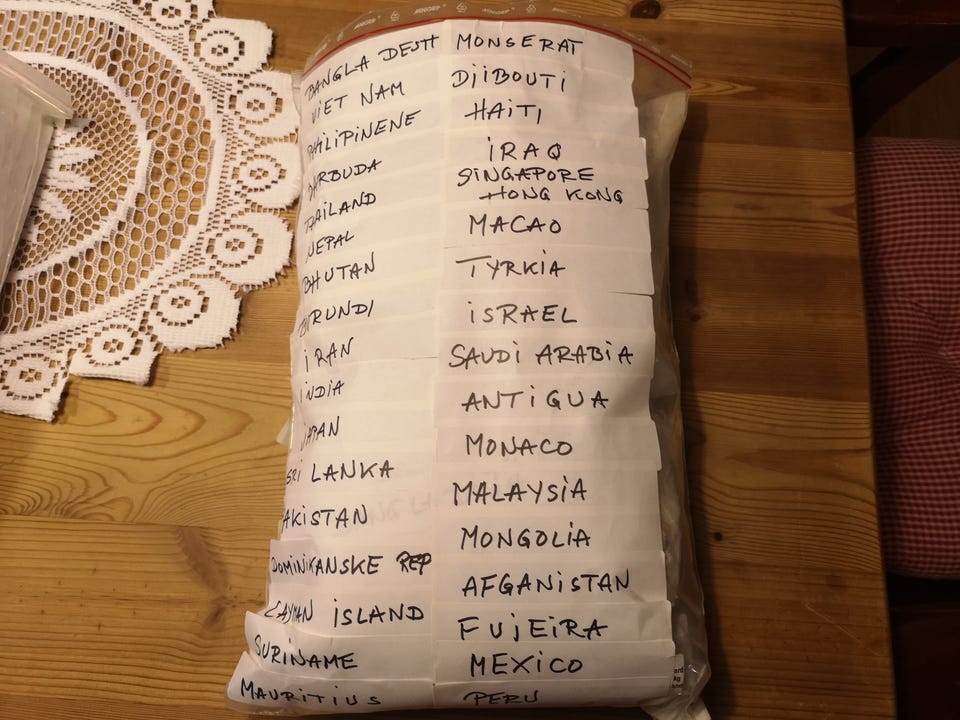 BANGLA DESH
VIET NAM
PHILIPINENE
BARBUDA
THAILAND
NEPAL
BHUTAN
BURUNDI
IRAN
INDIA
JAPAN
SRI LANKA
PAKISTAN
DOMINIKANSKE REP
CAYMAN ISLAND
SURINAME
MAURITIUS
MONSERAT
DJIBOUTI
HAITI
IRAQ
SINGAPORE
HONG KONG
MACAO
TYRKIA
ISRAEL
SAUDI ARABIA
ANTIGUA
MONACO
MALAYSIA
MONGOLIA
AFGANISTAN
FUJEIRA
MEXICO
PERU